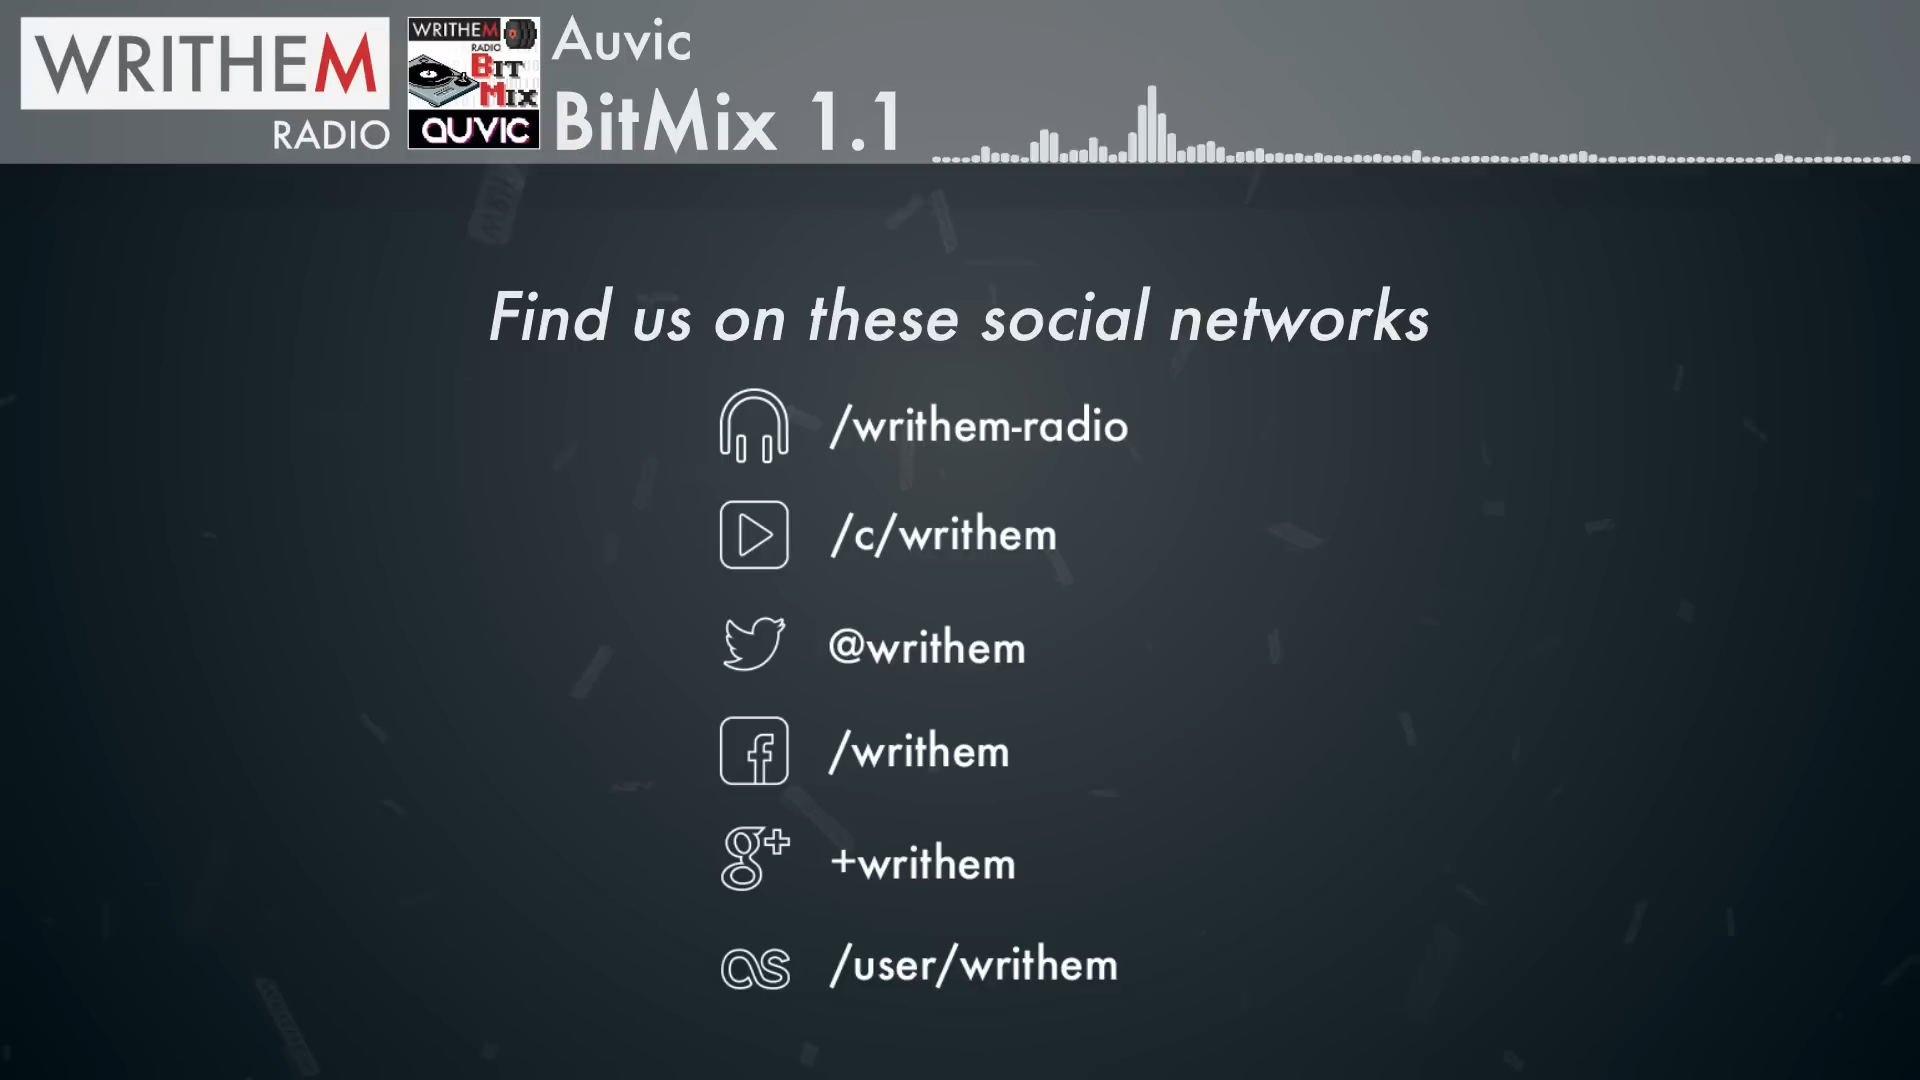 WRITHEM
RADIO
WRITHEM
RADIO
BIT
MIX
AUVIC
Auvic
BitMix 1.1
Find us on these social networks
/writhem-radio
/c/writhem
@writhem
/writhem
+writhem
/user/writhem